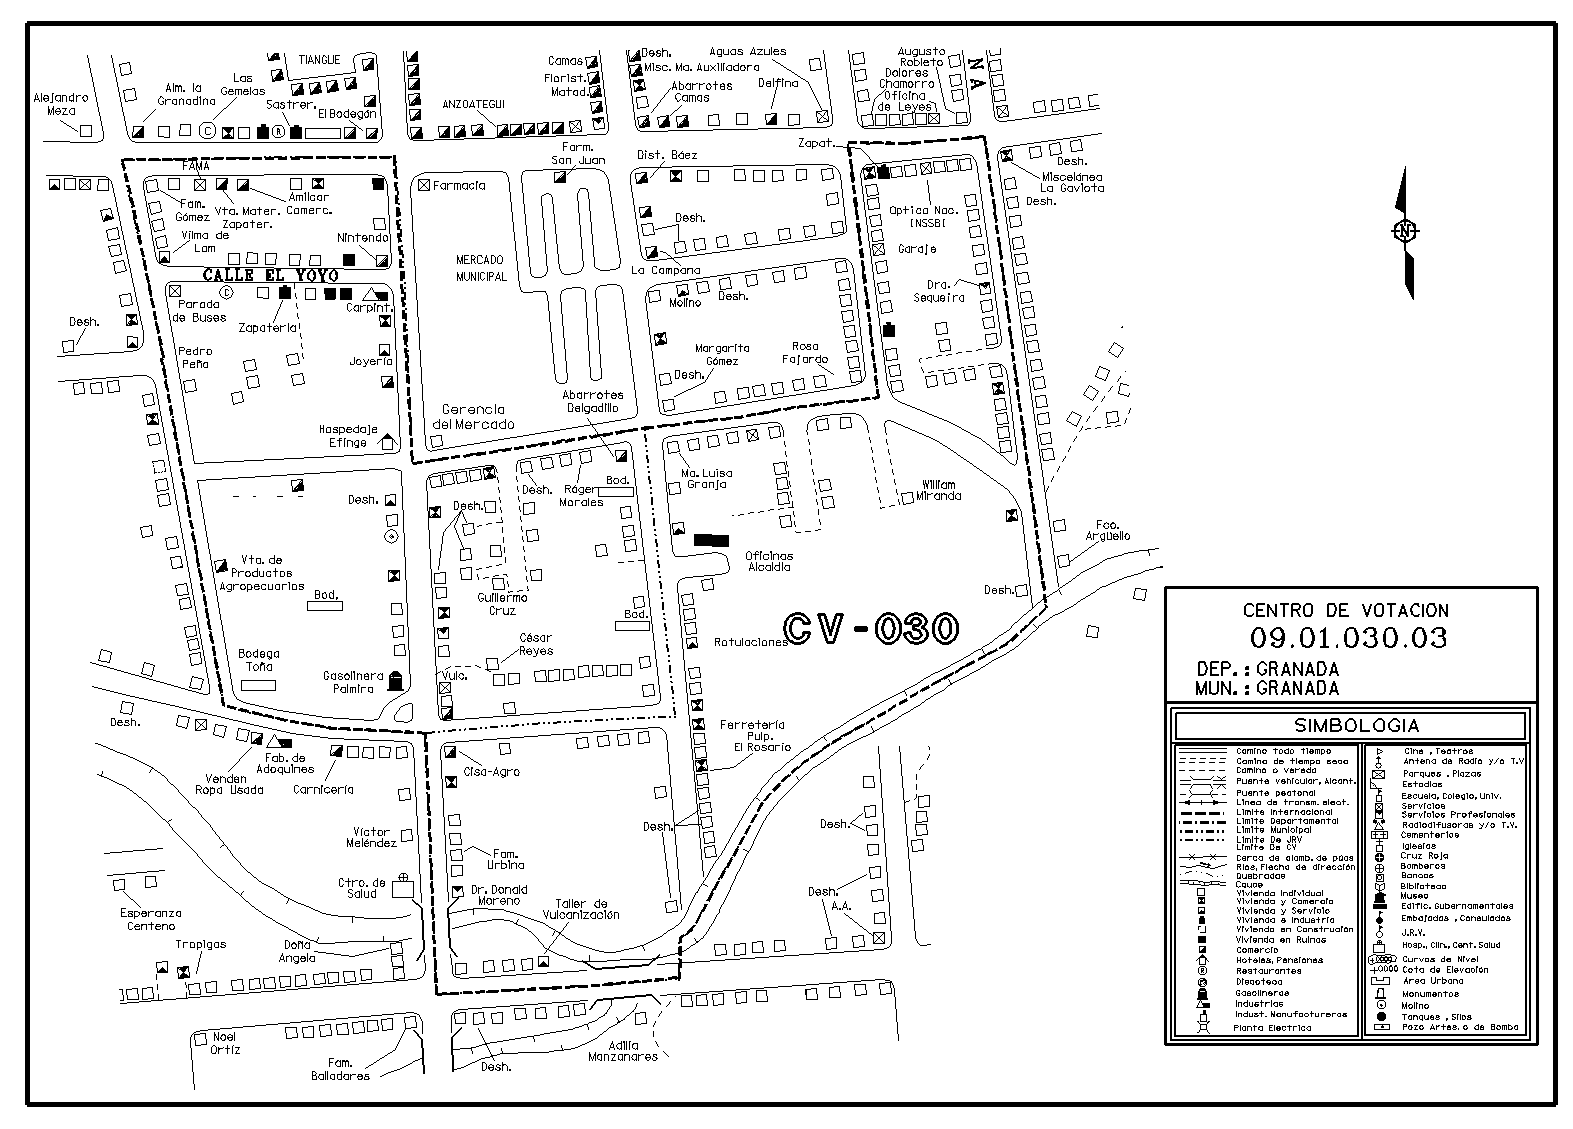 TIANGUE
Alejandro
Meza
Alm. la
Granadina
Las
Gemelas
Sastrer.
El Bodegón
C
R
ANZOATEGUI
Camas
Florist.
Matad.
Desh.
Misc. Ma. Auxiliadora
Abarrotes
Camas
Aguas Azules
Delfina
Augusto
Robleto
Dolores
Chamorro
Oficina
de Leyes
NA
FAMA
Fam.
Gómez
Vta. Mater.
Zapater.
Amilcar
Camerc.
Vilma de
Lam
Nintendo
CALLE EL YOYO
Farmacia
Farm.
San Juan
Dist. Báez
Desh.
La Campana
Zapat.
Optica Nac.
INSSBI
Garaje
Dra.
Sequeira
Desh.
Miscelánea
La Gaviota
Desh.
MERCADO
MUNICIPAL
Parada
de Buses
C
Zapatería
Carpint.
Joyería
Pedro
Peña
Desh.
Molino
Desh.
Margarita
Gómez
Rosa
Fajardo
Desh.
Abarrotes
Delgadillo
Gerencia
del Mercado
Hospedaje
Efinge
N
Desh.
Desh.
Desh.
Róger
Morales
Bod.
Ma. Luisa
Granja
William
Miranda
Fco.
Argüello
Oficinas
Alcaldía
Desh.
Vta. de
Productos
Agropecuarios
Bod.
Guillermo
Cruz
Bod.
CV-030
César
Reyes
Rotulaciones
Bodega
Toña
Gasolinera
Palmira
Vulc.
Desh.
Ferretería
Pulp.
El Rosario
Fab. de
Adoquines
Venden
Ropa Usada
Carnicería
Cisa-Agro
Víctor
Meléndez
Desh.
Desh.
Fam.
Urbina
Ctro. de
Salud
Dr. Donald
Moreno
Taller de
Vulcanización
Desh.
A.A.
Esperanza
Centeno
Tropigas
Doña
Angela
Noel
Ortiz
Fam.
Balladares
Desh.
Adilia
Manzanares
CENTRO DE VOTACION
09.01.030.03
DEP. : GRANADA
MUN. : GRANADA
SIMBOLOGIA
Camino todo tiempo
Camino de tiempo seco
Camino o vereda
Puente vehicular, Alcant.
Puente peatonal
Línea de transm. elect.
Límite Internacional
Límite Departamental
Límite Municipal
Límite De JRV
Límite De CV
Cerca de alamb. de púas
Ríos, Flecha de dirección
Quebradas
Cauce
Vivienda Individual
Vivienda y Comercio
Vivienda y Servicio
Vivienda e Industria
Vivienda en Construción
Vivienda en Ruinas
Comercio
Hoteles, Pensiones
Restaurantes
Discoteca
Gasolineras
Industrias
Indust. Manufactureras
Planta Electrica
Cine , Teatros
Antena de Radio y/o T.V
Parques , Plazas
Estadios
Escuela, Colegio, Univ.
Servicios
Servicios Profesionales
Radiodifusoras y/o T.V.
Cementerios
Iglesias
Cruz Roja
Bomberos
Bancos
Biblioteca
Museo
Edific. Gubernamentales
Embajadas , Consulados
J.R.V.
Hosp., Clin., Cent. Salud
Curvas de Nivel
Cota de Elevación
Area Urbana
Monumentos
Molino
Tanques , Silos
Pozo Artes. o de Bomba